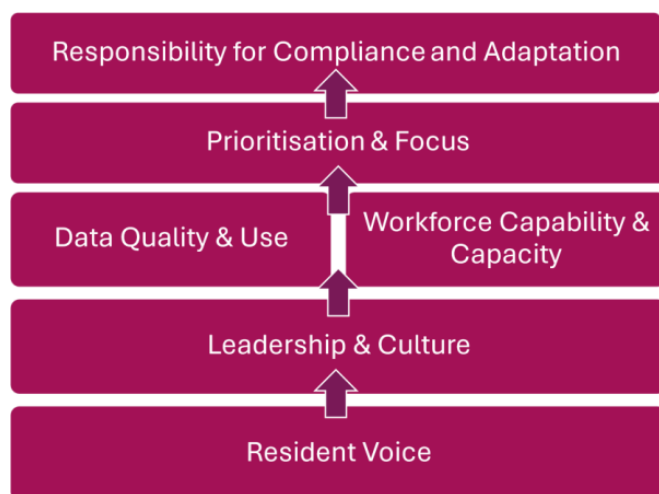 Responsibility for Compliance and Adaptation
Prioritisation & Focus
Data Quality & Use
Workforce Capability &
Capacity
Leadership & Culture
Resident Voice